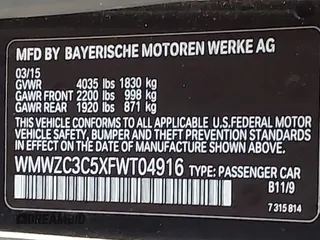 MFD BY BAYERISCHE MOTOREN WERKE AG
03/15
GVWR 4035 lbs 1830 kg
GAWR FRONT 2200 lbs 998 kg
GAWR REAR 1920 lbs 871 kg
THIS VEHICLE CONFORMS TO ALL APPLICABLE U.S.FEDERAL
MOTOR VEHICLE SAFETY, BUMPER AND THEFT PREVENTION STANDARDS
IN EFFECT ON THE DATE OF MANUFACTURE SHOWN ABOVE.
WMWZC3C5XFWT04916 TYPE: PASSENGER CAR
B11/9
7 315 814
DREAMBID